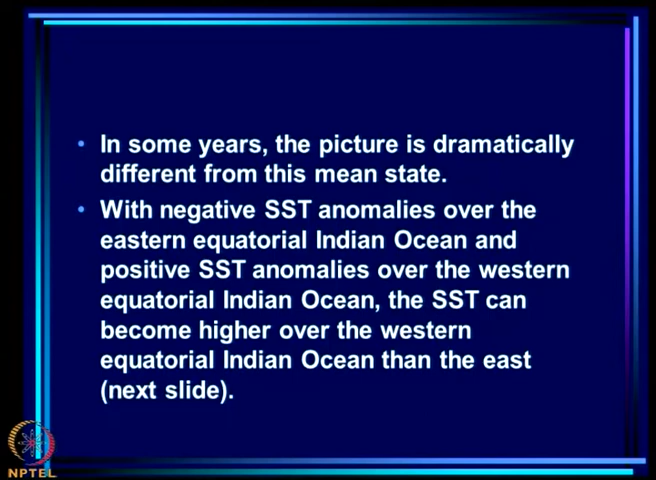 • In some years, the picture is dramatically
different from this mean state.
• With negative SST anomalies over the
eastern equatorial Indian Ocean and
positive SST anomalies over the western
equatorial Indian Ocean, the SST can
become higher over the western
equatorial Indian Ocean than the east
(next slide).
NPTEL